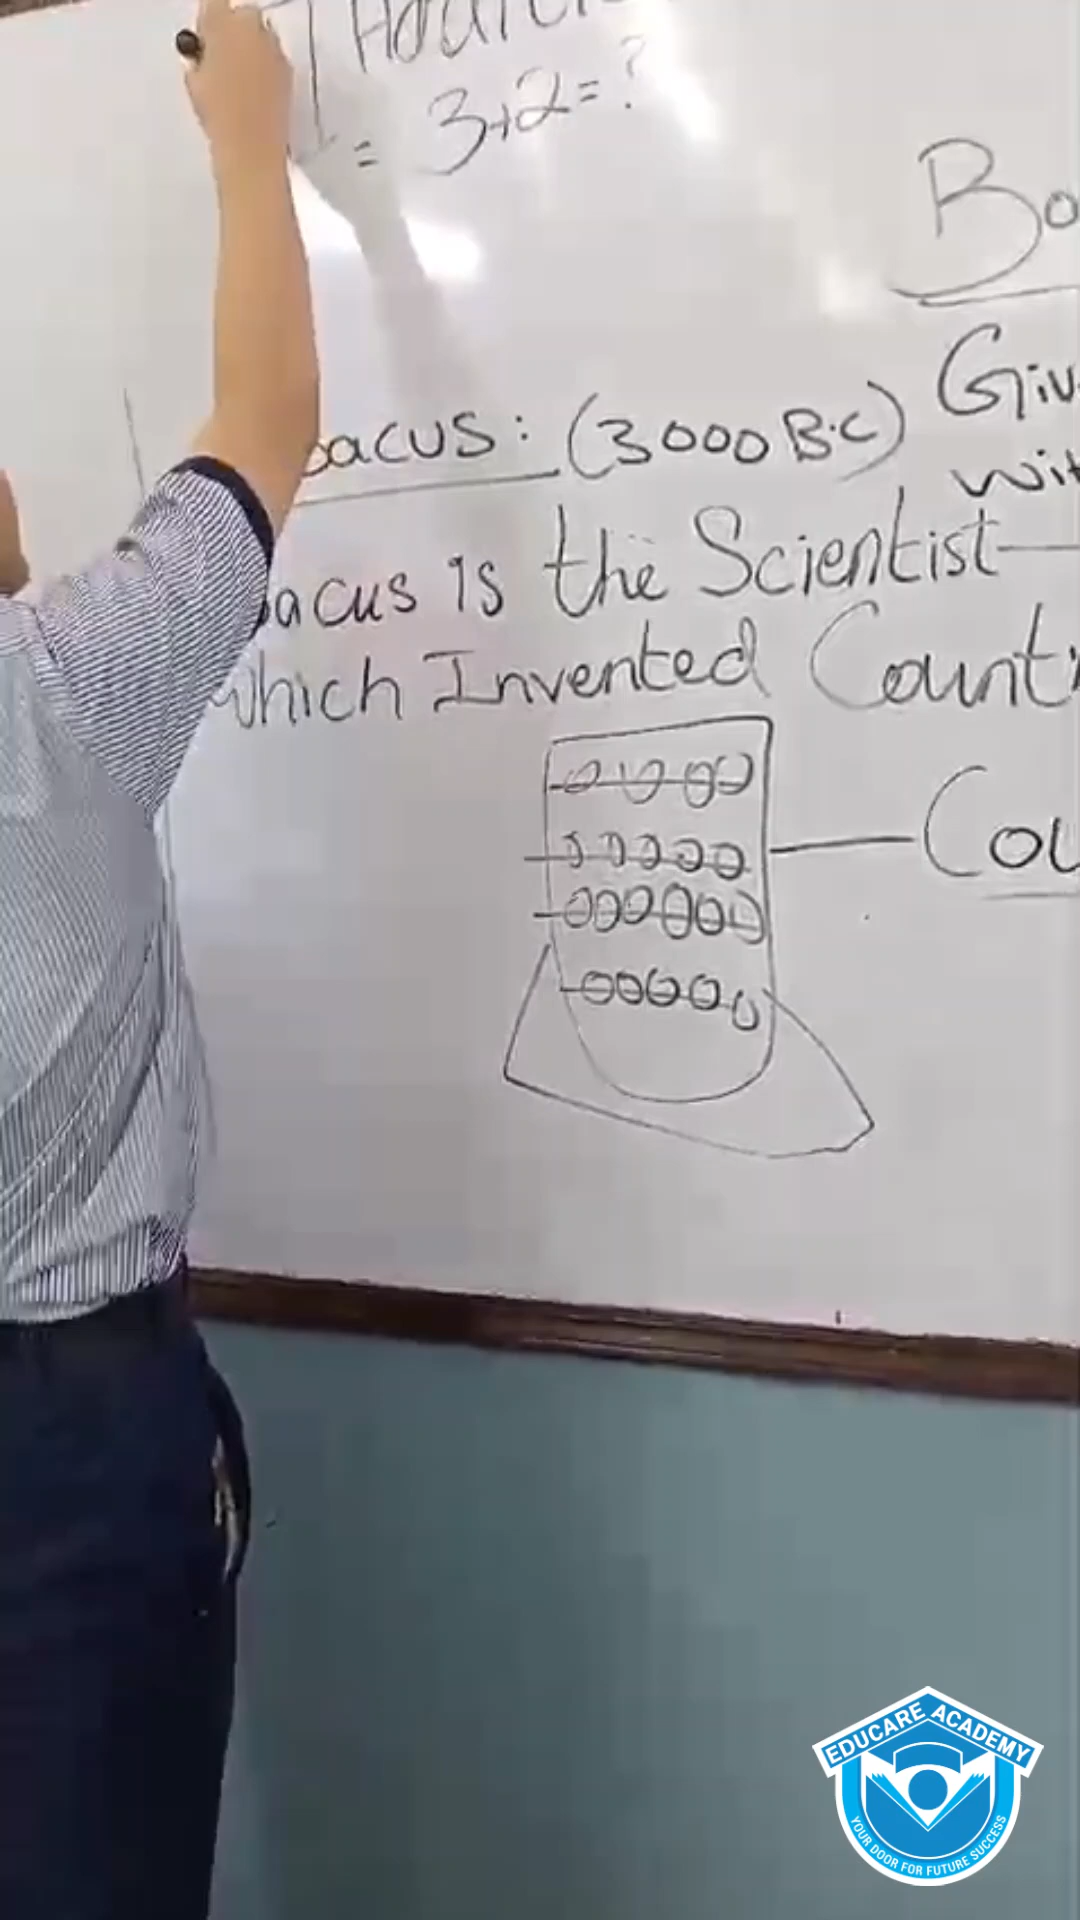 3+2=?
=
Bo
acus: (3000 B.C)
Giv
wit
acus is the Scientist
which Invented Count
Cou
EDUCARE ACADEMY
YOUR DOOR FOR FUTURE SUCCESS